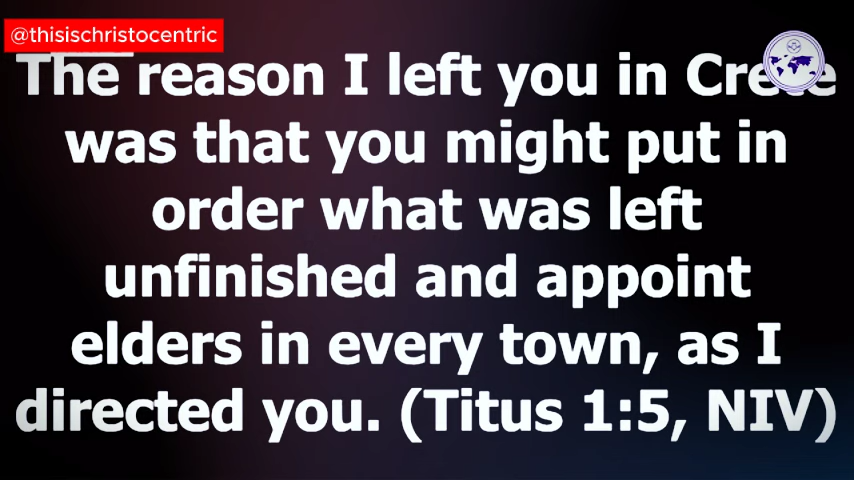 @thisischristocentric
The reason I left you in Crete
was that you might put in
order what was left
unfinished and appoint
elders in every town, as I
directed you. (Titus 1:5, NIV)